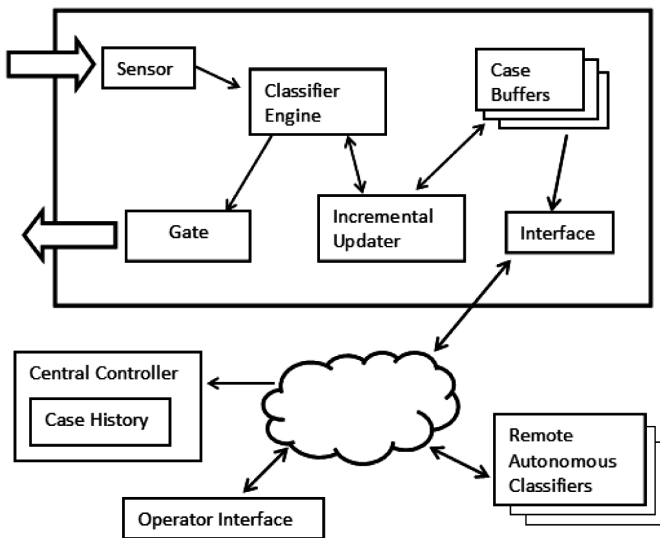 Sensor
Classifier
Engine
Case
Buffers
Gate
Incremental
Updater
Interface
Central Controller
Case History
Remote
Autonomous
Classifiers
Operator Interface